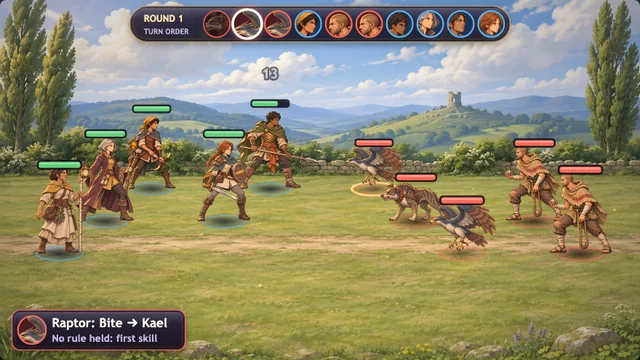 ROUND 1
TURN ORDER
13
Raptor: Bite → Kael
No rule held: first skill